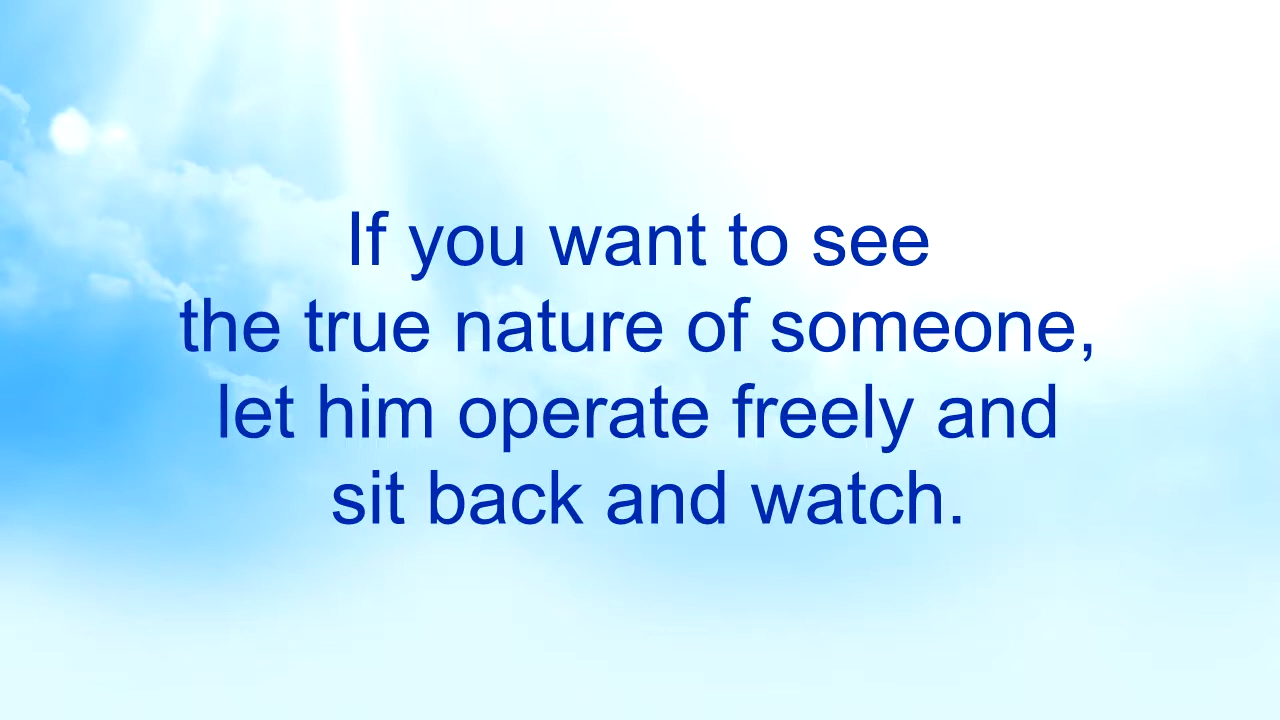 If you want to see
the true nature of someone,
let him operate freely and
sit back and watch.